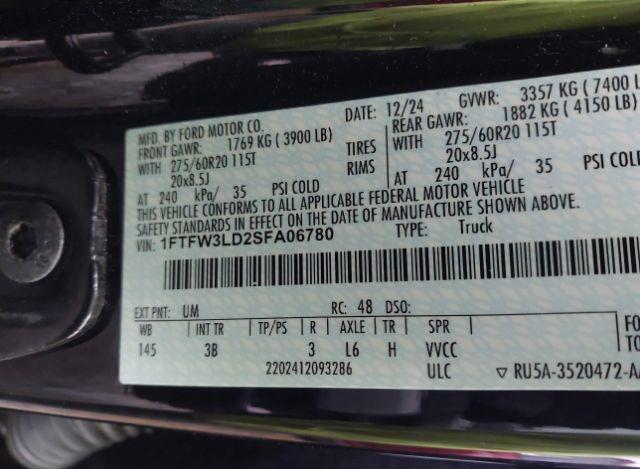 MFD. BY FORD MOTOR CO.
DATE: 12/24 GVWR: 3357 KG ( 7400 L
FRONT GAWR: 1769 KG ( 3900 LB)
REAR GAWR: 1882 KG ( 4150 LB)
WITH 275/60R20 115T TIRES WITH 275/60R20 115T
20x8.5J RIMS 20x8.5J
AT 240 kPa/ 35 PSI COLD AT 240 kPa/ 35 PSI COL
THIS VEHICLE CONFORMS TO ALL APPLICABLE FEDERAL MOTOR VEHICLE
SAFETY STANDARDS IN EFFECT ON THE DATE OF MANUFACTURE SHOWN ABOVE.
VIN: 1FTFW3LD2SFA06780 TYPE: Truck
EXT PNT: UM RC: 48 DSO:
WB INT TR TP/PS R AXLE TR SPR
145 3B 3 L6 H VVCC
2202412093286 ULC ▽ RU5A-3520472-A
FO
TO